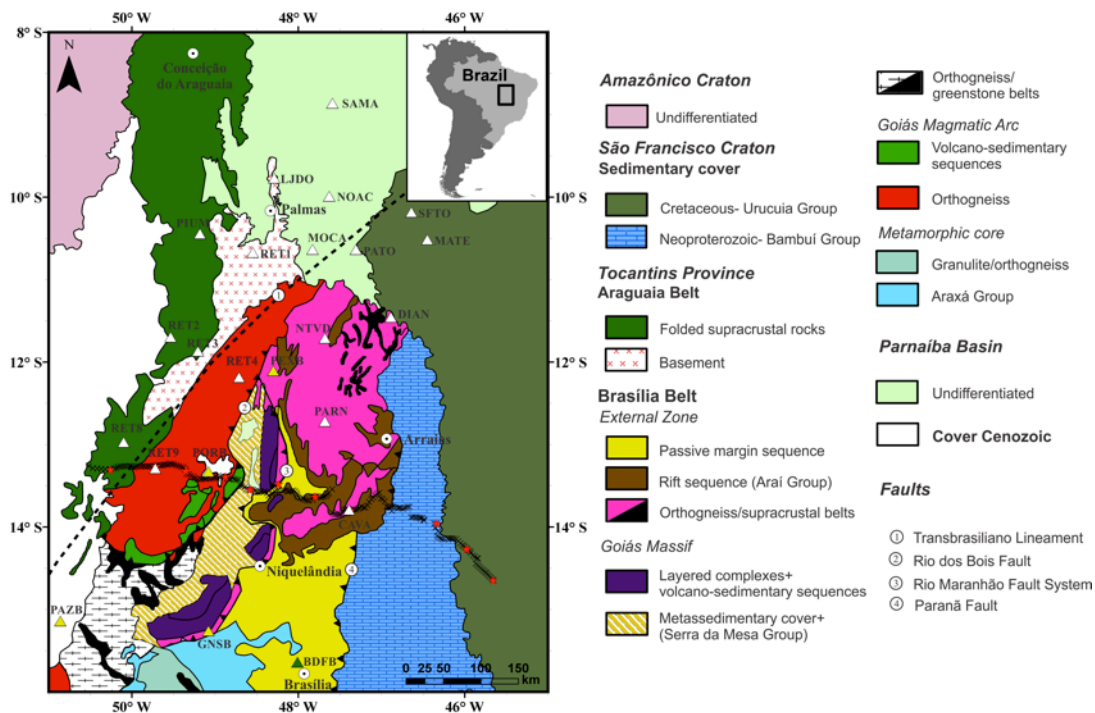 50° W
48° W
46° W
8° S
N
Conceição
do Araguaia
SAMA
Brazil
LJDO
10° S
NOAC
Palmas
SFTO
PIUM
MOCA
MATE
RET1
PATO
1
DIAN
RET2
NTVD
RET3
12° S
RET4
PEXB
2
PARN
RET8
Arraias
RET9
PORB
3
14° S
CAVA
Niquelândia
4
PAZB
GNSB
BDFB
Brasília
0 25 50 100 150
km
50° W
48° W
46° W
Amazônico Craton
Undifferentiated
São Francisco Craton
Sedimentary cover
Cretaceous- Urucuia Group
Neoproterozoic- Bambuí Group
Tocantins Province
Araguaia Belt
Folded supracrustal rocks
Basement
Brasília Belt
External Zone
Passive margin sequence
Rift sequence (Araí Group)
Orthogneiss/supracrustal belts
Goiás Massif
Layered complexes+
volcano-sedimentary sequences
Metassedimentary cover+
(Serra da Mesa Group)
Orthogneiss/
greenstone belts
Goiás Magmatic Arc
Volcano-sedimentary
sequences
Orthogneiss
Metamorphic core
Granulite/orthogneiss
Araxá Group
Parnaíba Basin
Undifferentiated
Cover Cenozoic
Faults
1 Transbrasiliano Lineament
2 Rio dos Bois Fault
3 Rio Maranhão Fault System
4 Paranã Fault